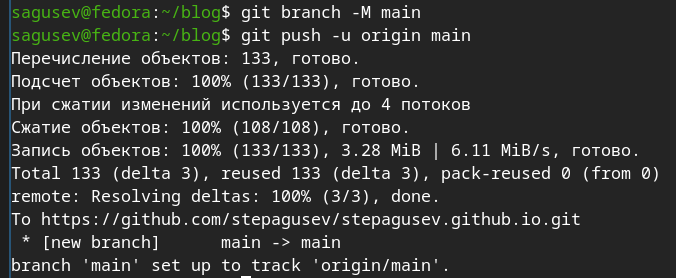 sagusev@fedora:~/blog$ git branch -M main
sagusev@fedora:~/blog$ git push -u origin main
Перечисление объектов: 133, готово.
Подсчет объектов: 100% (133/133), готово.
При сжатии изменений используется до 4 потоков
Сжатие объектов: 100% (108/108), готово.
Запись объектов: 100% (133/133), 3.28 MiB | 6.11 MiB/s, готово.
Total 133 (delta 3), reused 133 (delta 3), pack-reused 0 (from 0)
remote: Resolving deltas: 100% (3/3), done.
To https://github.com/stepagusev/stepagusev.github.io.git
 * [new branch]      main -> main
branch 'main' set up to track 'origin/main'.